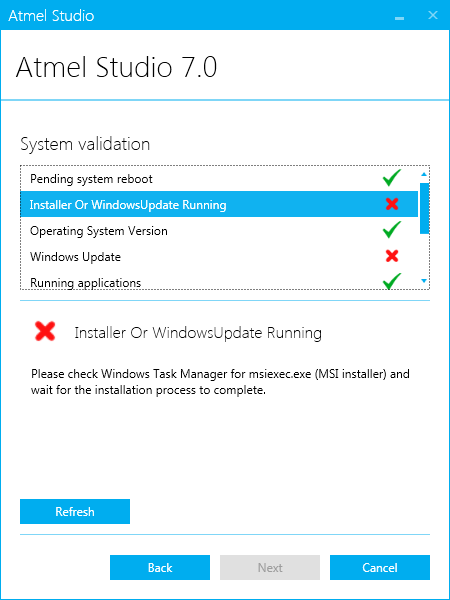 Atmel Studio
Atmel Studio 7.0
System validation
Pending system reboot
Installer Or WindowsUpdate Running
Operating System Version
Windows Update
Running applications
Installer Or WindowsUpdate Running
Please check Windows Task Manager for msiexec.exe (MSI installer) and
wait for the installation process to complete.
Refresh
Back
Next
Cancel